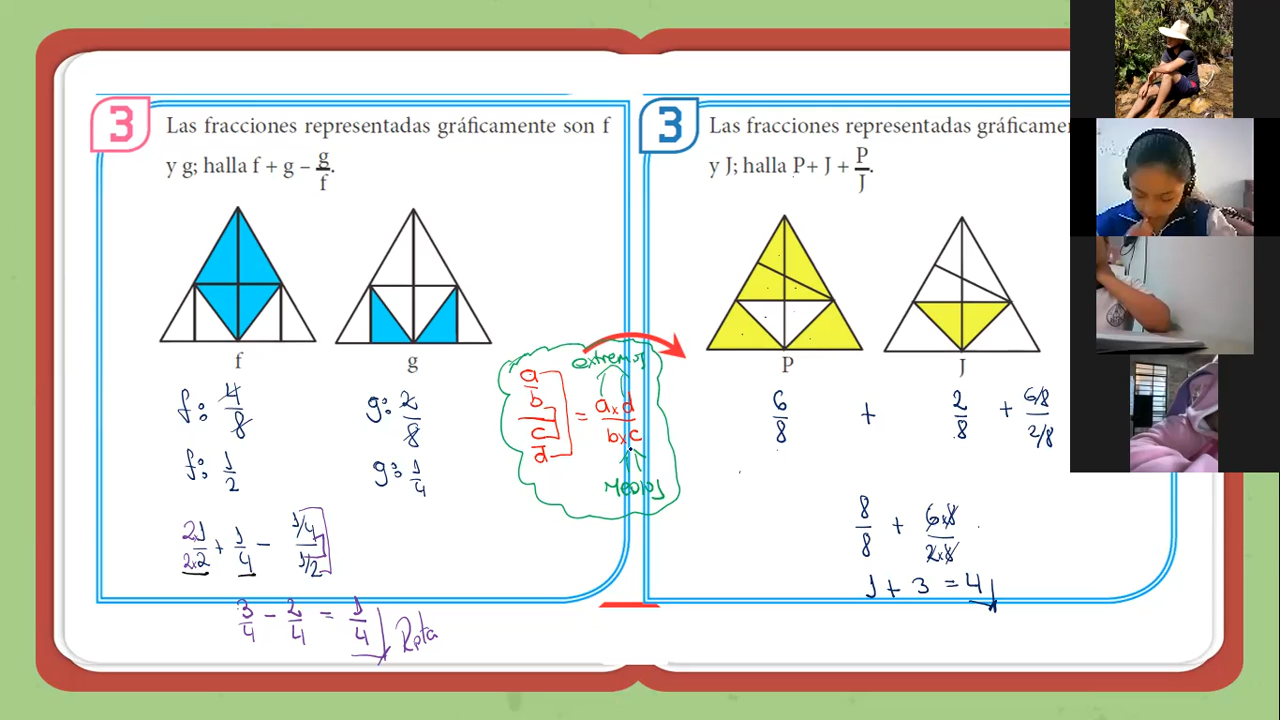 3
Las fracciones representadas gráficamente son f
y g; halla f + g – g/f.
f
g
f: 4/8
g: 2/8
f: 1/2
g: 1/4
2x1/2x2 + 1/4 – 1/4 / 1/2
3/4 – 2/4 = 1/4 Rpta
extremos
a/b / c/d = axd / bxc
medios
3
Las fracciones representadas gráficame
y J; halla P+ J + P/J.
P
J
6/8 + 2/8 + 6/8 / 2/8
8/8 + 6x8 / 2x8
1 + 3 = 4